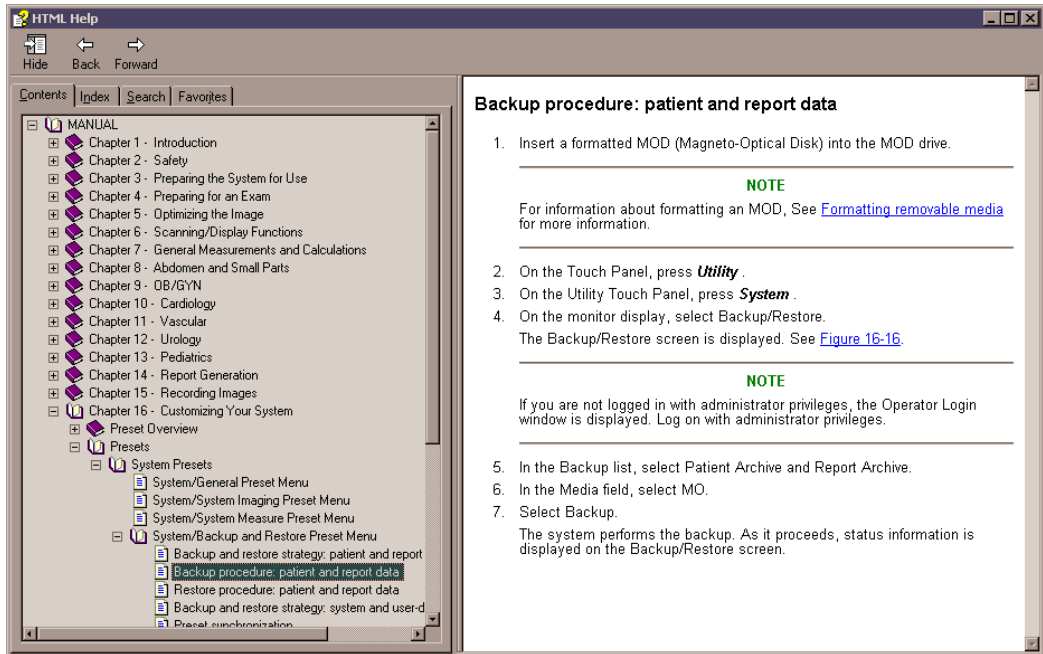 HTML Help
Hide Back Forward
Contents Index Search Favorites
MANUAL
Chapter 1 - Introduction
Chapter 2 - Safety
Chapter 3 - Preparing the System for Use
Chapter 4 - Preparing for an Exam
Chapter 5 - Optimizing the Image
Chapter 6 - Scanning/Display Functions
Chapter 7 - General Measurements and Calculations
Chapter 8 - Abdomen and Small Parts
Chapter 9 - OB/GYN
Chapter 10 - Cardiology
Chapter 11 - Vascular
Chapter 12 - Urology
Chapter 13 - Pediatrics
Chapter 14 - Report Generation
Chapter 15 - Recording Images
Chapter 16 - Customizing Your System
Preset Overview
Presets
System Presets
System/General Preset Menu
System/System Imaging Preset Menu
System/System Measure Preset Menu
System/Backup and Restore Preset Menu
Backup and restore strategy: patient and report
Backup procedure: patient and report data
Restore procedure: patient and report data
Backup and restore strategy: system and user-d
Preset synchronization
Backup procedure: patient and report data
1. Insert a formatted MOD (Magneto-Optical Disk) into the MOD drive.
NOTE
For information about formatting an MOD, See Formatting removable media
for more information.
2. On the Touch Panel, press Utility .
3. On the Utility Touch Panel, press System .
4. On the monitor display, select Backup/Restore.
The Backup/Restore screen is displayed. See Figure 16-16.
NOTE
If you are not logged in with administrator privileges, the Operator Login
window is displayed. Log on with administrator privileges.
5. In the Backup list, select Patient Archive and Report Archive.
6. In the Media field, select MO.
7. Select Backup.
The system performs the backup. As it proceeds, status information is
displayed on the Backup/Restore screen.